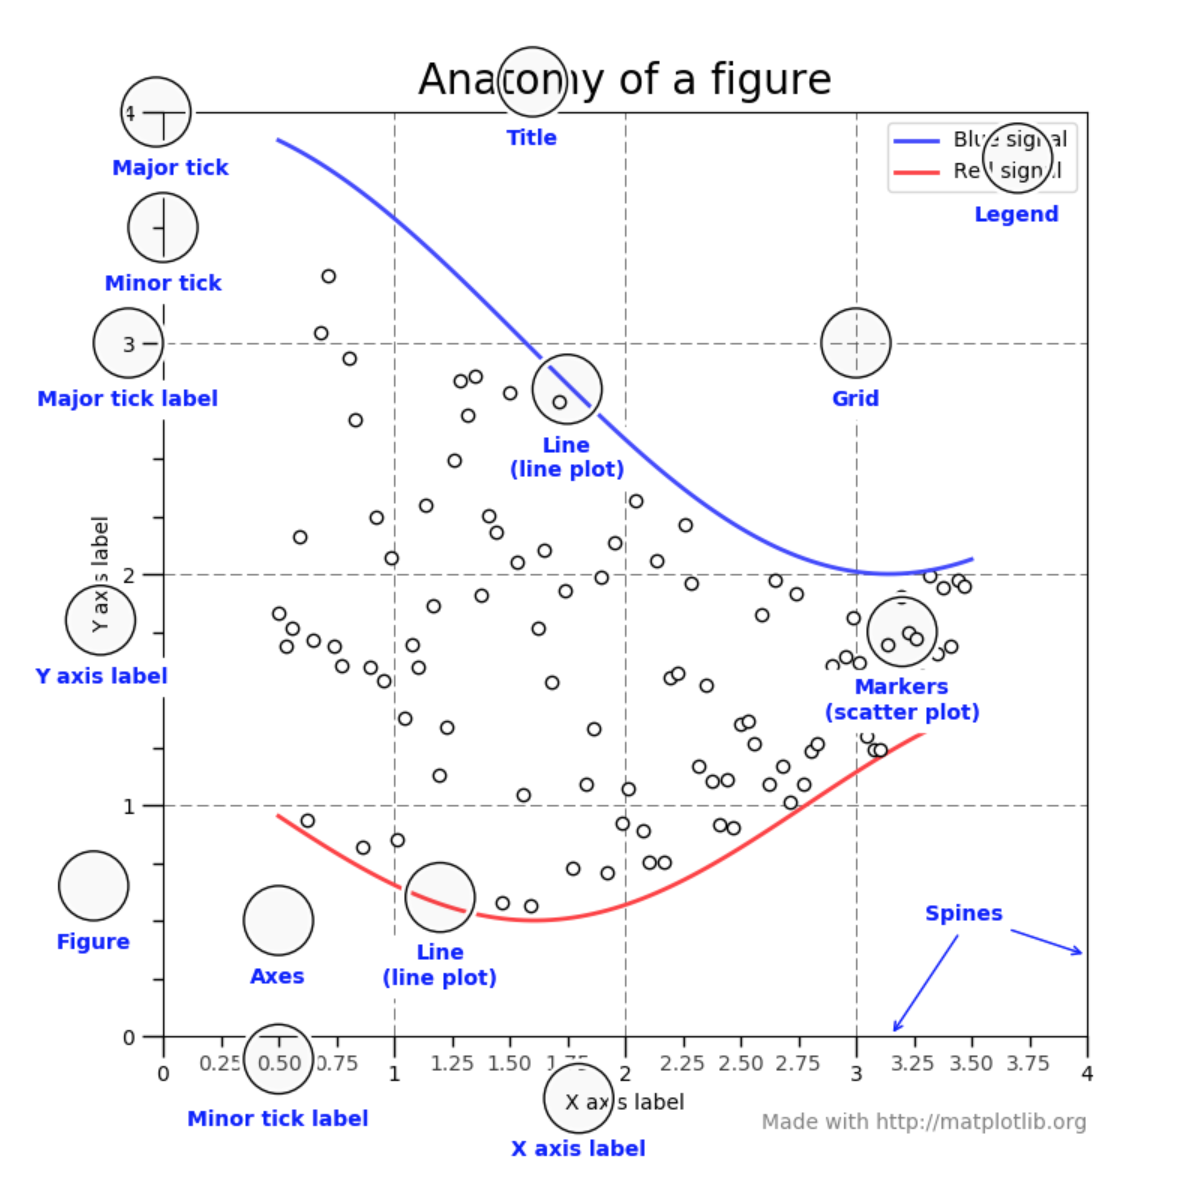 Anatomy of a figure
4
Title
Blue signal
Red signal
Major tick
Legend
Minor tick
3
Major tick label
Grid
Line
(line plot)
Y axis label
2
Y axis label
Markers
(scatter plot)
1
Spines
Figure
Line
(line plot)
Axes
0
0.25 0.50 0.75 1.25 1.50 1.75 2.25 2.50 2.75 3.25 3.50 3.75
0 1 2 3 4
X axis label
Minor tick label
Made with http://matplotlib.org
X axis label